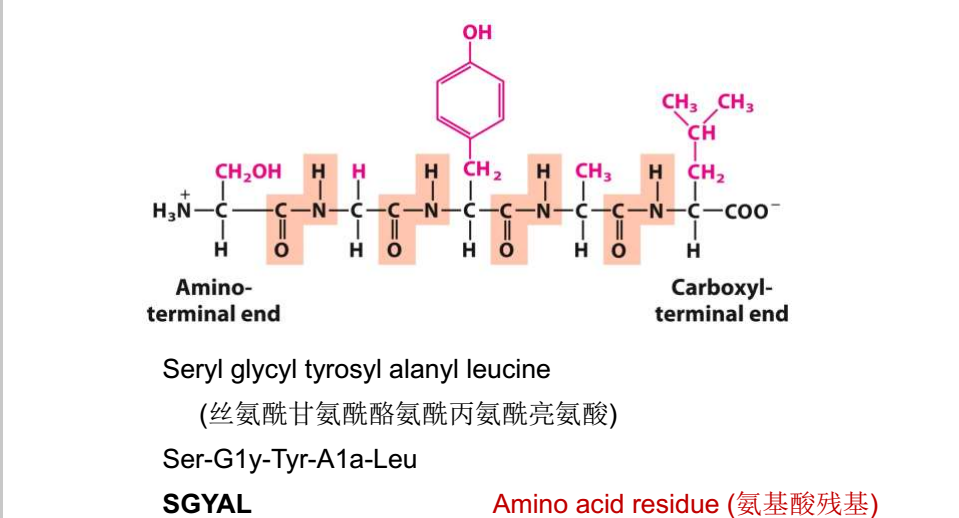 OH
CH₃ CH₃
CH
CH₂OH H H H CH₂ H CH₃ H CH₂
H₃N⁺—C—C—N—C—C—N—C—C—N—C—C—N—C—COO⁻
H O H O H O H O H
Amino-
terminal end
Carboxyl-
terminal end
Seryl glycyl tyrosyl alanyl leucine
(丝氨酰甘氨酰酪氨酰丙氨酰亮氨酸)
Ser-G1y-Tyr-A1a-Leu
SGYAL Amino acid residue (氨基酸残基)